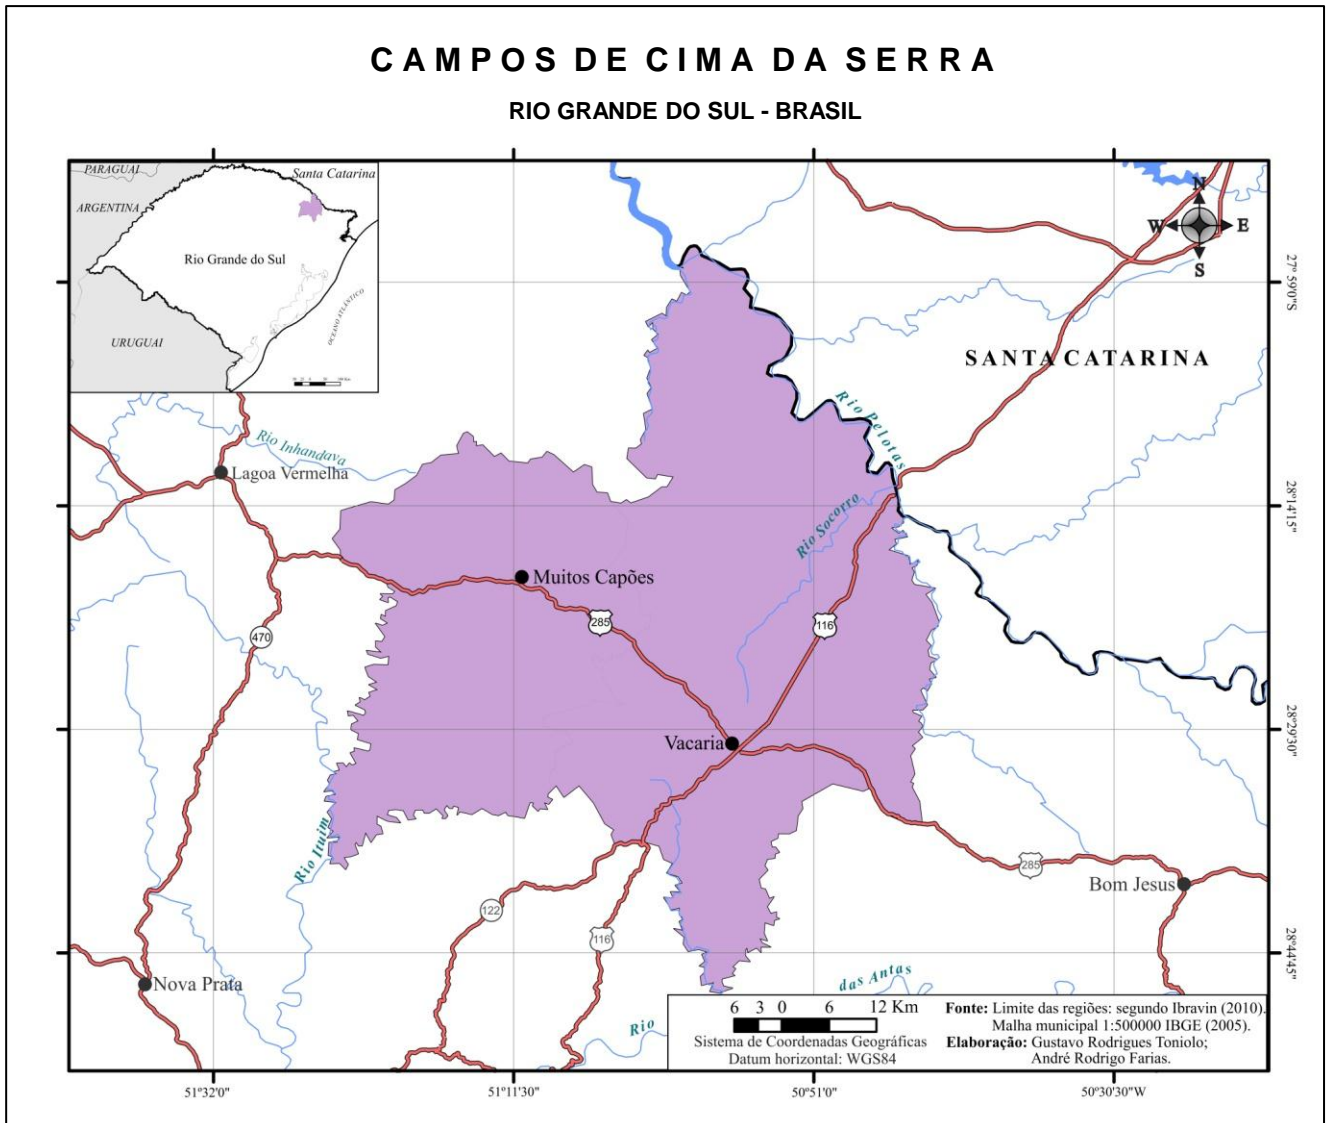 CAMPOS DE CIMA DA SERRA
RIO GRANDE DO SUL - BRASIL
PARAGUAI
Santa Catarina
ARGENTINA
Rio Grande do Sul
OCEANO ATLÂNTICO
URUGUAI
N
W E
S
27° 59'0"S
SANTA CATARINA
Rio Pelotas
Rio Inhandava
Lagoa Vermelha
28°14'15"
Rio Socorro
Muitos Capões
285
116
470
28°29'30"
Vacaria
Rio Ituim
285
Bom Jesus
122
116
28°44'45"
Nova Prata
das Antas
Rio
6 3 0 6 12 Km
Sistema de Coordenadas Geográficas
Datum horizontal: WGS84
Fonte: Limite das regiões: segundo Ibravin (2010).
Malha municipal 1:500000 IBGE (2005).
Elaboração: Gustavo Rodrigues Toniolo;
André Rodrigo Farias.
51°32'0" 51°11'30" 50°51'0" 50°30'30"W